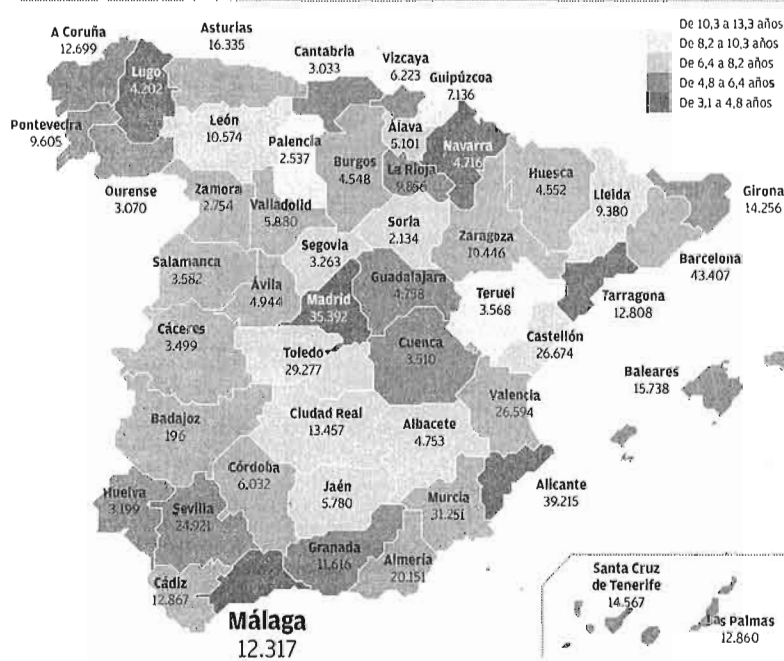 De 10,3 a 13,3 años
De 8,2 a 10,3 años
De 6,4 a 8,2 años
De 4,8 a 6,4 años
De 3,1 a 4,8 años
A Coruña
12.699
Lugo
4.202
Asturias
16.335
Cantabria
3.033
Vizcaya
6.223
Guipúzcoa
7.136
Pontevedra
9.605
Ourense
3.070
León
10.574
Palencia
2.537
Burgos
4.548
Álava
5.101
La Rioja
9.856
Navarra
4.716
Huesca
4.552
Lleida
9.380
Girona
14.256
Zamora
2.754
Valladolid
5.880
Soria
2.134
Zaragoza
10.446
Barcelona
43.407
Salamanca
3.582
Ávila
4.944
Segovia
3.263
Madrid
35.392
Guadalajara
4.758
Teruel
3.568
Tarragona
12.808
Cáceres
3.499
Toledo
29.277
Cuenca
3.510
Castellón
26.674
Baleares
15.738
Badajoz
196
Ciudad Real
13.457
Albacete
4.753
Valencia
26.594
Huelva
3.199
Sevilla
24.921
Córdoba
6.032
Jaén
5.780
Murcia
31.251
Alicante
39.215
Cádiz
12.867
Málaga
12.317
Granada
11.616
Almería
20.151
Santa Cruz
de Tenerife
14.567
Las Palmas
12.860